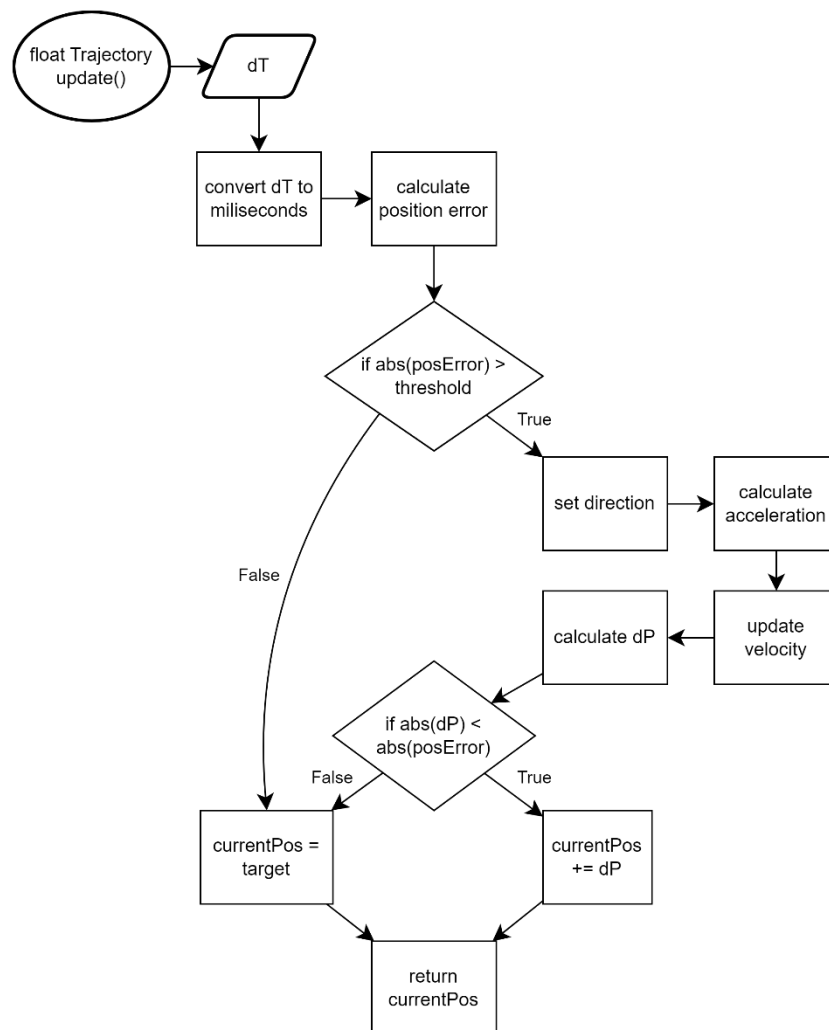 float Trajectory
update()
dT
convert dT to
miliseconds
calculate
position error
if abs(posError) >
threshold
True
set direction
calculate
acceleration
False
calculate dP
update
velocity
if abs(dP) <
abs(posError)
False
True
currentPos =
target
currentPos
+= dP
return
currentPos